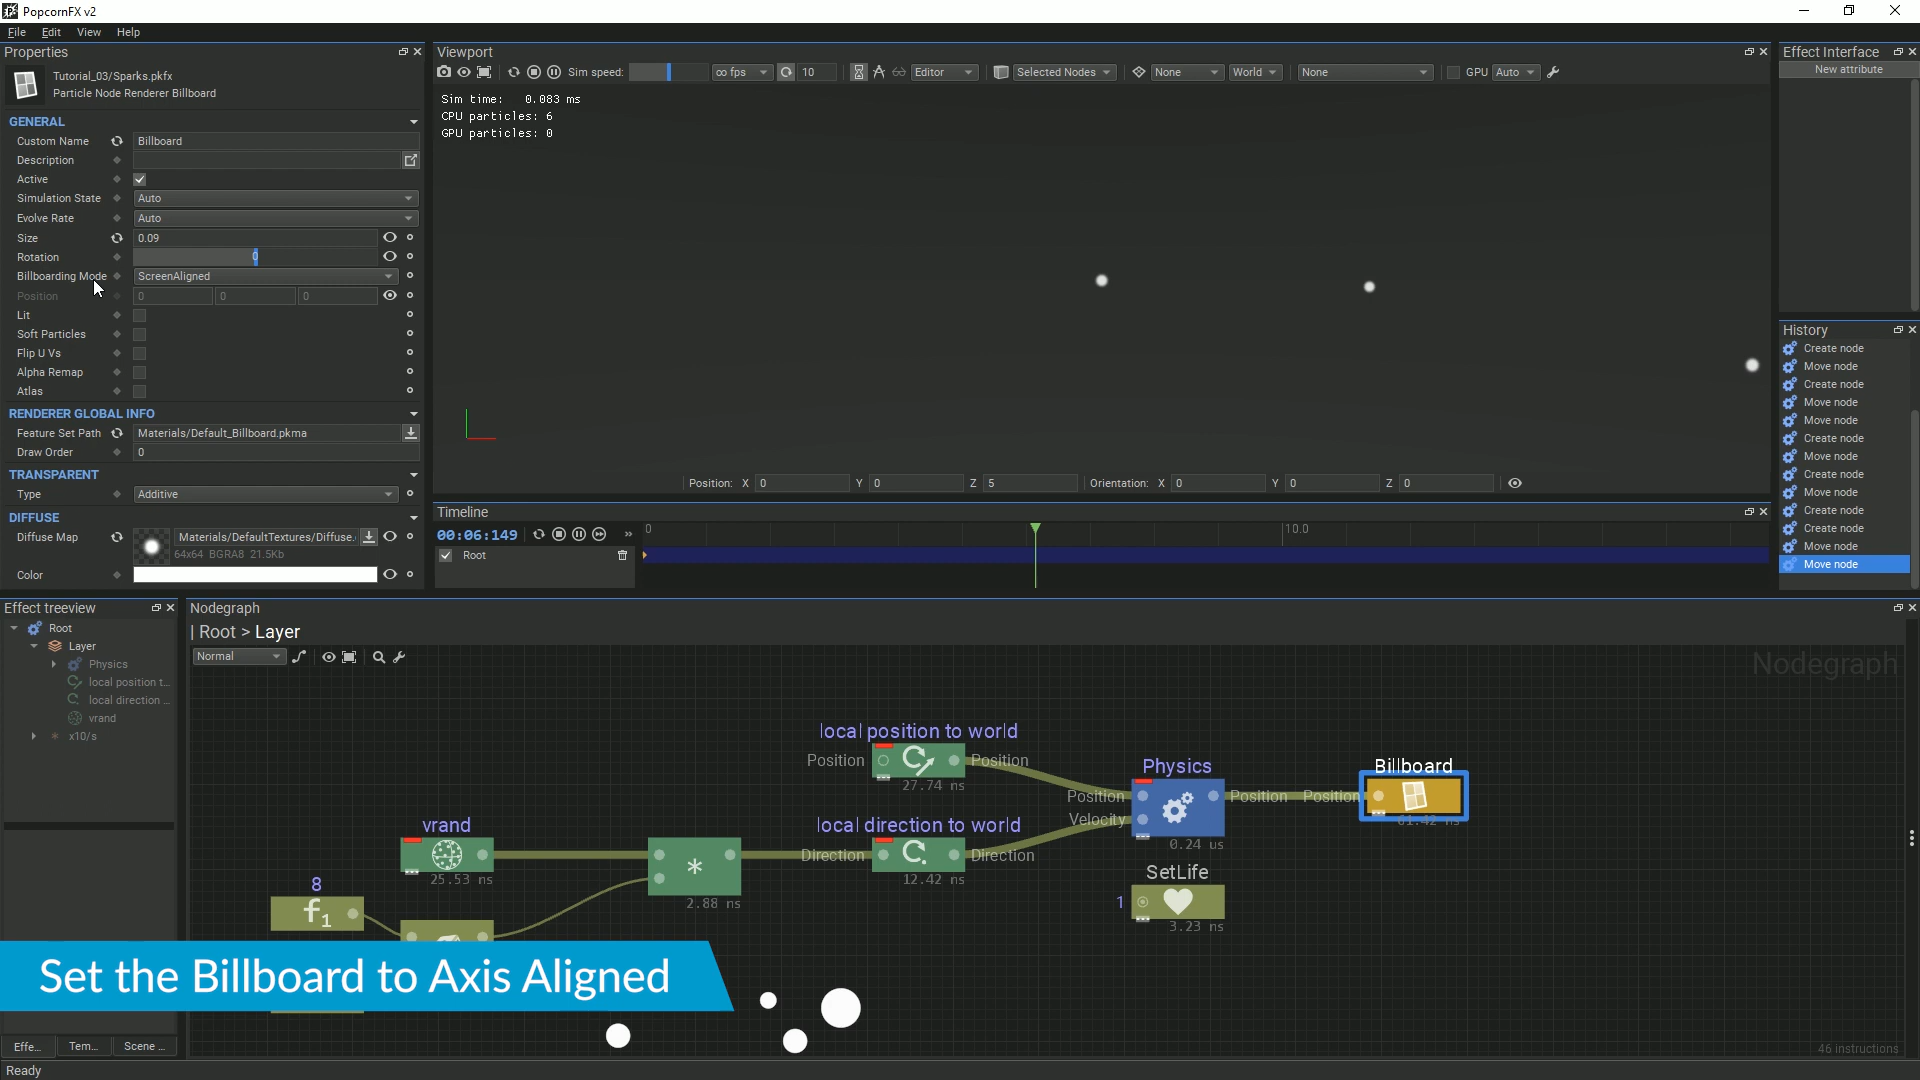 PopcornFX v2
File Edit View Help
Properties
Tutorial_03/Sparks.pkfx
Particle Node Renderer Billboard
GENERAL
Custom Name Billboard
Description
Active
Simulation State Auto
Evolve Rate Auto
Size 0.09
Rotation 0
Billboarding Mode ScreenAligned
Position 0 0 0
Lit
Soft Particles
Flip U Vs
Alpha Remap
Atlas
RENDERER GLOBAL INFO
Feature Set Path Materials/Default_Billboard.pkma
Draw Order 0
TRANSPARENT
Type Additive
DIFFUSE
Diffuse Map Materials/DefaultTextures/Diffuse.
64x64 BGRA8 21.5Kb
Color
Viewport
Sim speed: ∞ fps 10 Editor Selected Nodes None World None GPU Auto
Sim time: 0.083 ms
CPU particles: 6
GPU particles: 0
Position: X 0 Y 0 Z 5 Orientation: X 0 Y 0 Z 0
Timeline
00:06:149 » 0 10.0
Root
Effect Interface
New attribute
History
Create node
Move node
Create node
Move node
Move node
Create node
Move node
Create node
Move node
Create node
Create node
Move node
Move node
Effect treeview
Root
Layer
Physics
local position t...
local direction ...
vrand
* x10/s
Effe... Tem... Scene ...
Nodegraph
| Root > Layer
Normal
Nodegraph
local position to world
Position Position
27.74 ns
Physics
Position Position
Velocity
0.24 us
Billboard
Position
61.42 ns
vrand
25.53 ns
*
2.88 ns
local direction to world
Direction Direction
12.42 ns
SetLife
1
3.23 ns
8
f1
Set the Billboard to Axis Aligned
46 instructions
Ready